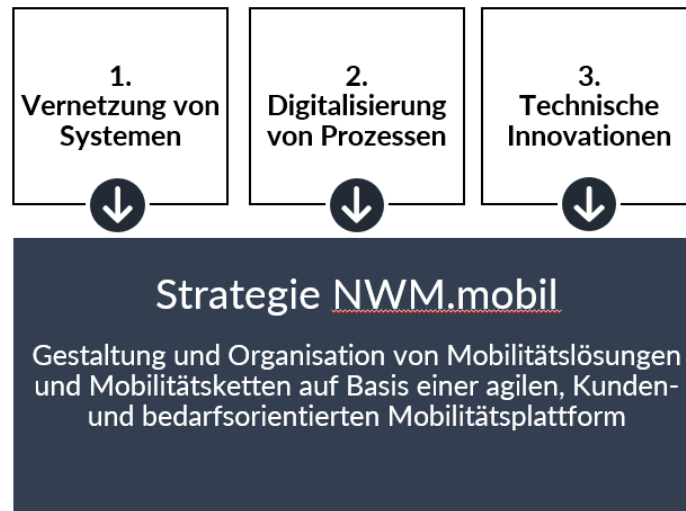 1.
Vernetzung von
Systemen
2.
Digitalisierung
von Prozessen
3.
Technische
Innovationen
Strategie NWM.mobil
Gestaltung und Organisation von Mobilitätslösungen
und Mobilitätsketten auf Basis einer agilen, Kunden-
und bedarfsorientierten Mobilitätsplattform